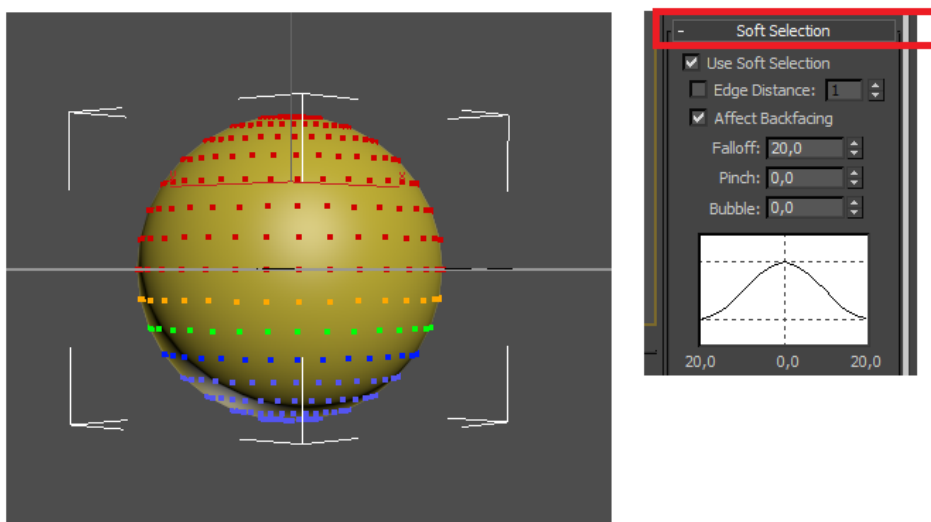 - Soft Selection
Use Soft Selection
Edge Distance: 1
Affect Backfacing
Falloff: 20,0
Pinch: 0,0
Bubble: 0,0
20,0 0,0 20,0